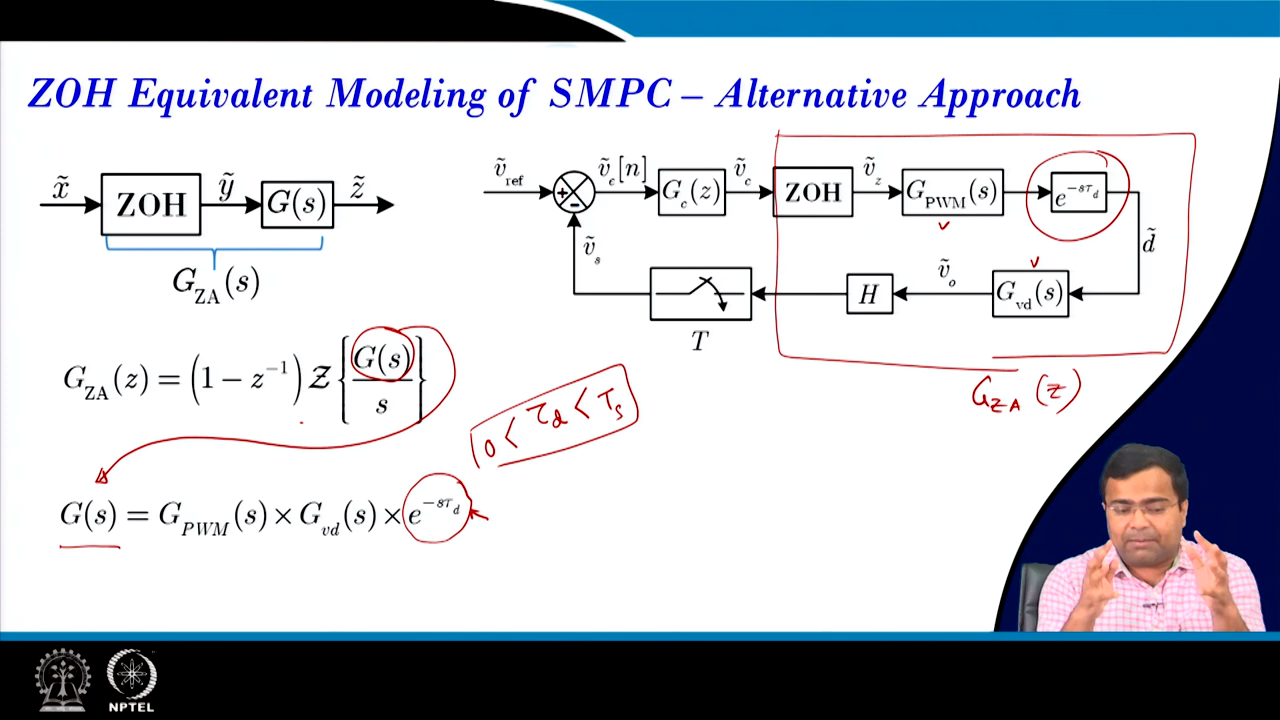 ZOH Equivalent Modeling of SMPC – Alternative Approach
x̃ ZOH ỹ G(s) z̃
G_ZA(s)
ṽ_ref + - ṽ_e[n] G_c(z) ṽ_c ZOH ṽ_z G_PWM(s) e^{-sτ_d}
d̃
ṽ_s T H ṽ_o G_vd(s)
G_ZA(z)
G_ZA(z) = (1 – z^{-1}) Z {G(s)/s}
0 < τ_d < T_s
G(s) = G_PWM(s) × G_vd(s) × e^{-sτ_d}
NPTEL